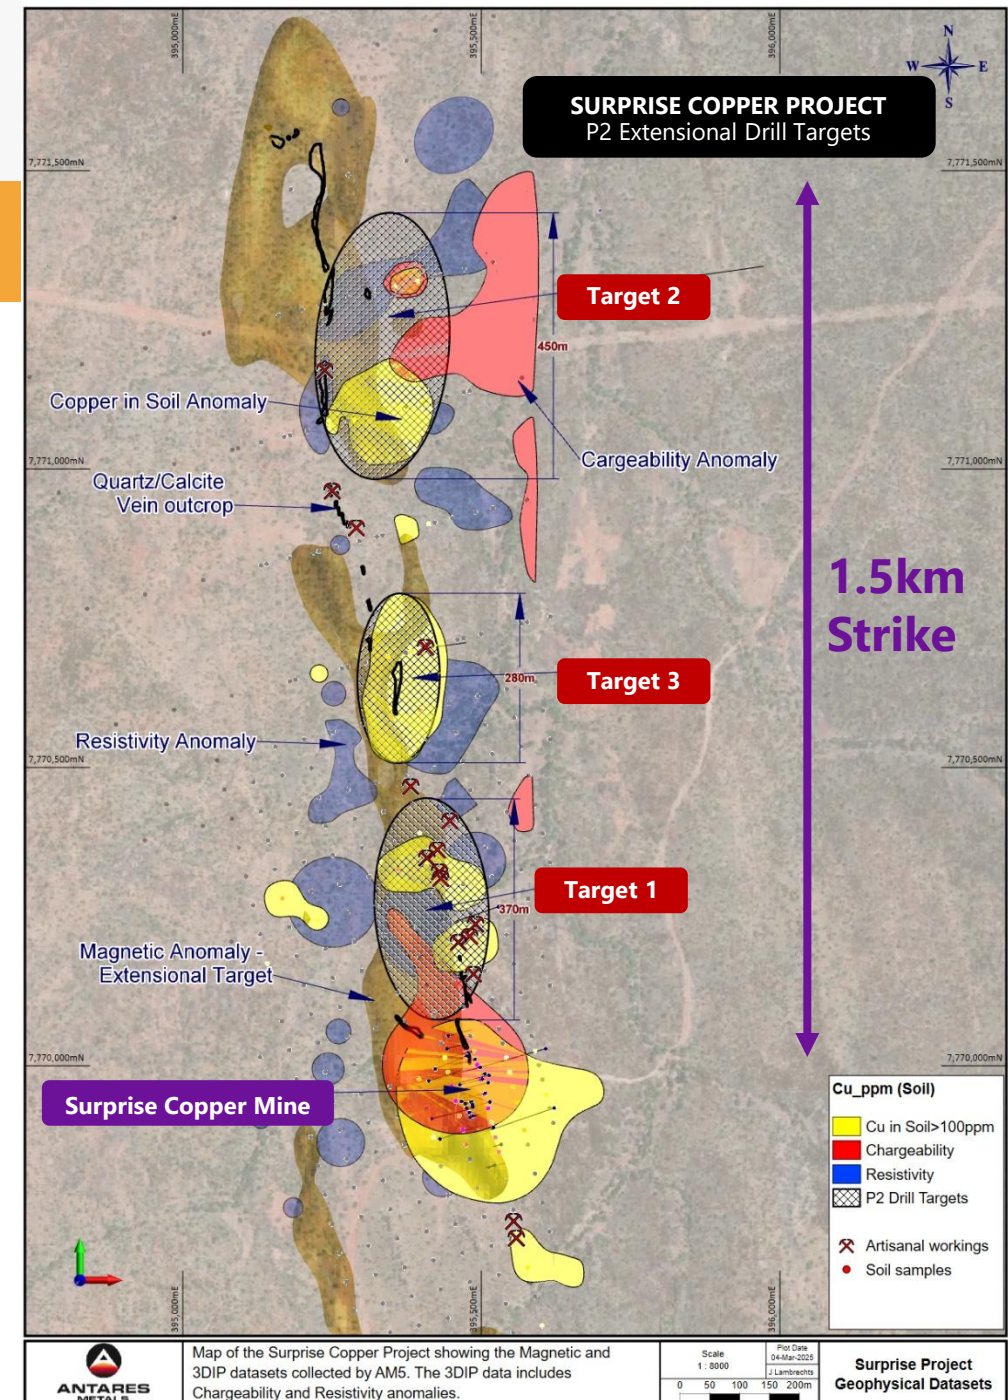 395,000mE
395,500mE
396,000mE
N
W
E
S
SURPRISE COPPER PROJECT
P2 Extensional Drill Targets
7,771,500mN
7,771,500mN
Target 2
450m
Copper in Soil Anomaly
Cargeability Anomaly
7,771,000mN
7,771,000mN
Quartz/Calcite
Vein outcrop
1.5km
Strike
Target 3
280m
Resistivity Anomaly
7,770,500mN
7,770,500mN
Target 1
370m
Magnetic Anomaly -
Extensional Target
7,770,000mN
7,770,000mN
Surprise Copper Mine
Cu_ppm (Soil)
Cu in Soil>100ppm
Chargeability
Resistivity
P2 Drill Targets
Artisanal workings
Soil samples
395,000mE
395,500mE
396,000mE
ANTARES
METALS
Map of the Surprise Copper Project showing the Magnetic and
3DIP datasets collected by AM5. The 3DIP data includes
Chargeability and Resistivity anomalies.
Scale
1 : 8000
Plot Date
04-Mar-2025
J Lambrechts
0 50 100 150 200m
Surprise Project
Geophysical Datasets